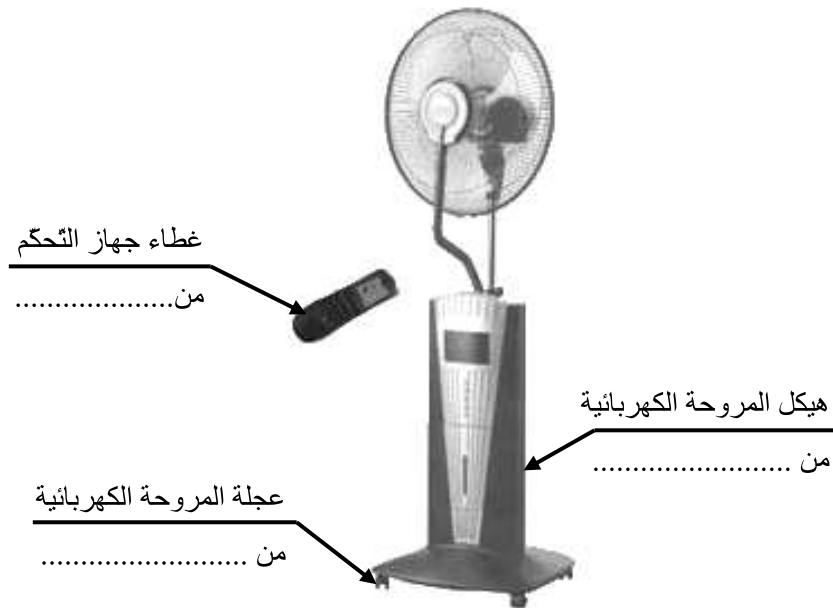 غطاء جهاز التّحكّم
من....................
هيكل المروحة الكهربائية
من .........................
عجلة المروحة الكهربائية
من ..........................